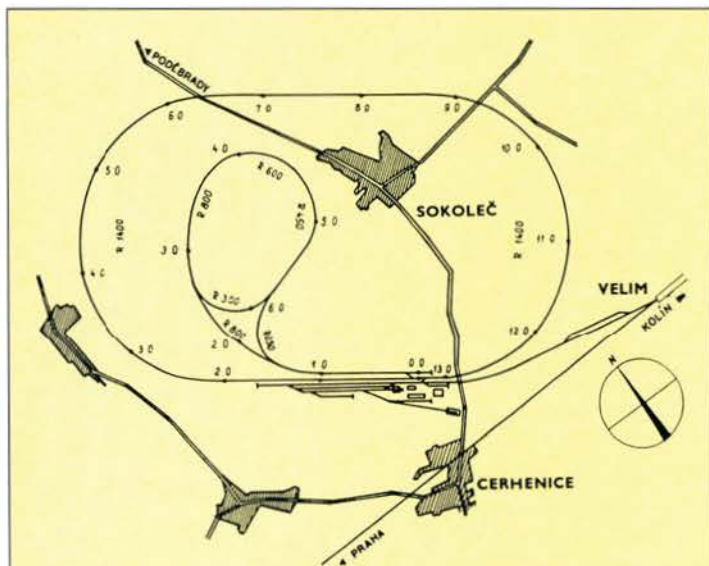 PODĚBRADY
6.0
7.0
8.0
9.0
10.0
5.0
4.0
R 600
R 800
R 450
5.0
SOKOLEČ
R 1400
R 1400
11.0
3.0
4.0
R 300
6.0
VELIM
KOLÍN
R 800
2.0
12.0
3.0
2.0
1.0
0.0
13.0
N
CERHENICE
PRAHA